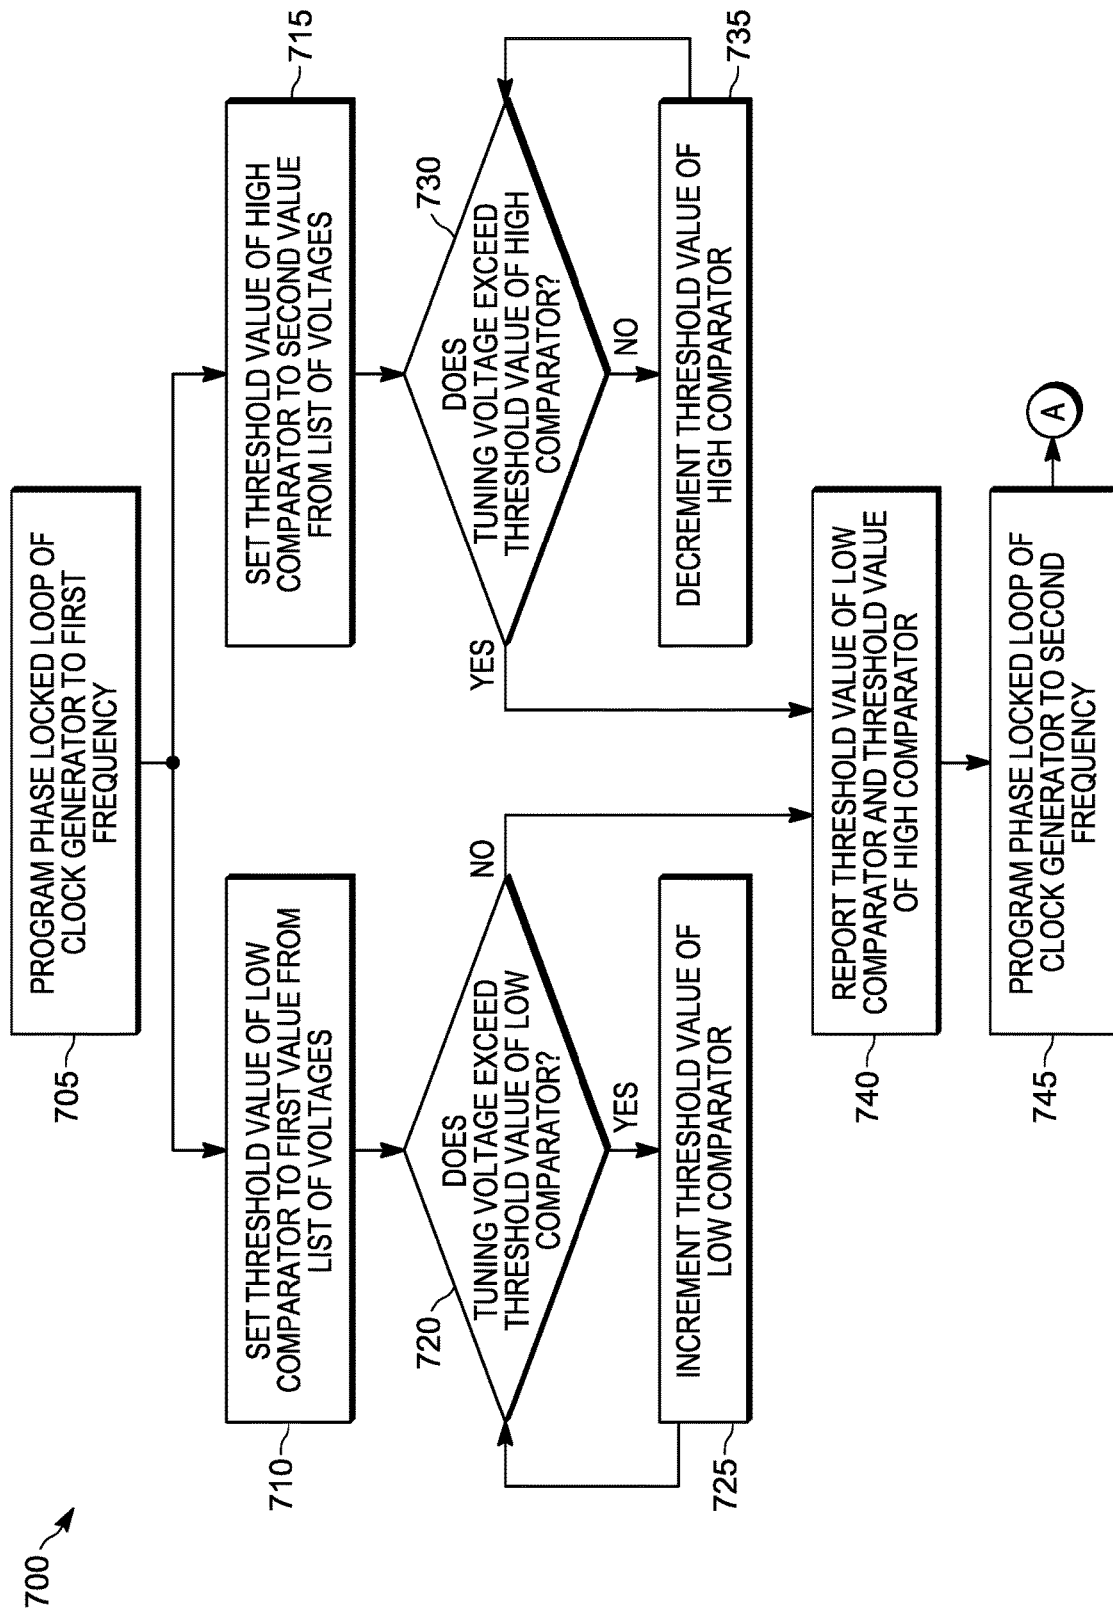 700
PROGRAM PHASE LOCKED LOOP OF
CLOCK GENERATOR TO FIRST
FREQUENCY
705
SET THRESHOLD VALUE OF LOW
COMPARATOR TO FIRST VALUE FROM
LIST OF VOLTAGES
710
SET THRESHOLD VALUE OF HIGH
COMPARATOR TO SECOND VALUE
FROM LIST OF VOLTAGES
715
DOES
TUNING VOLTAGE EXCEED
THRESHOLD VALUE OF LOW
COMPARATOR?
720
NO
YES
INCREMENT THRESHOLD VALUE OF
LOW COMPARATOR
725
DOES
TUNING VOLTAGE EXCEED
THRESHOLD VALUE OF HIGH
COMPARATOR?
730
YES
NO
DECREMENT THRESHOLD VALUE OF
HIGH COMPARATOR
735
REPORT THRESHOLD VALUE OF LOW
COMPARATOR AND THRESHOLD VALUE
OF HIGH COMPARATOR
740
PROGRAM PHASE LOCKED LOOP OF
CLOCK GENERATOR TO SECOND
FREQUENCY
745
A